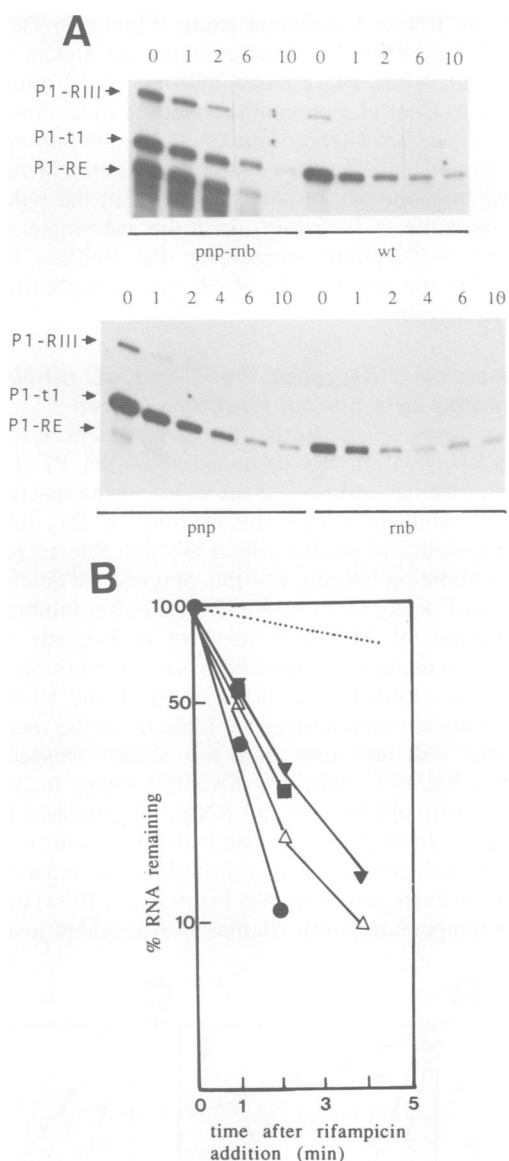 A
0 1 2 6 10 0 1 2 6 10
P1-RIII
P1-t1
P1-RE
pnp-rnb wt
0 1 2 4 6 10 0 1 2 4 6 10
P1-RIII
P1-t1
P1-RE
pnp rnb
B
100
50
10
% RNA remaining
0 1 3 5
time after rifampicin
addition (min)